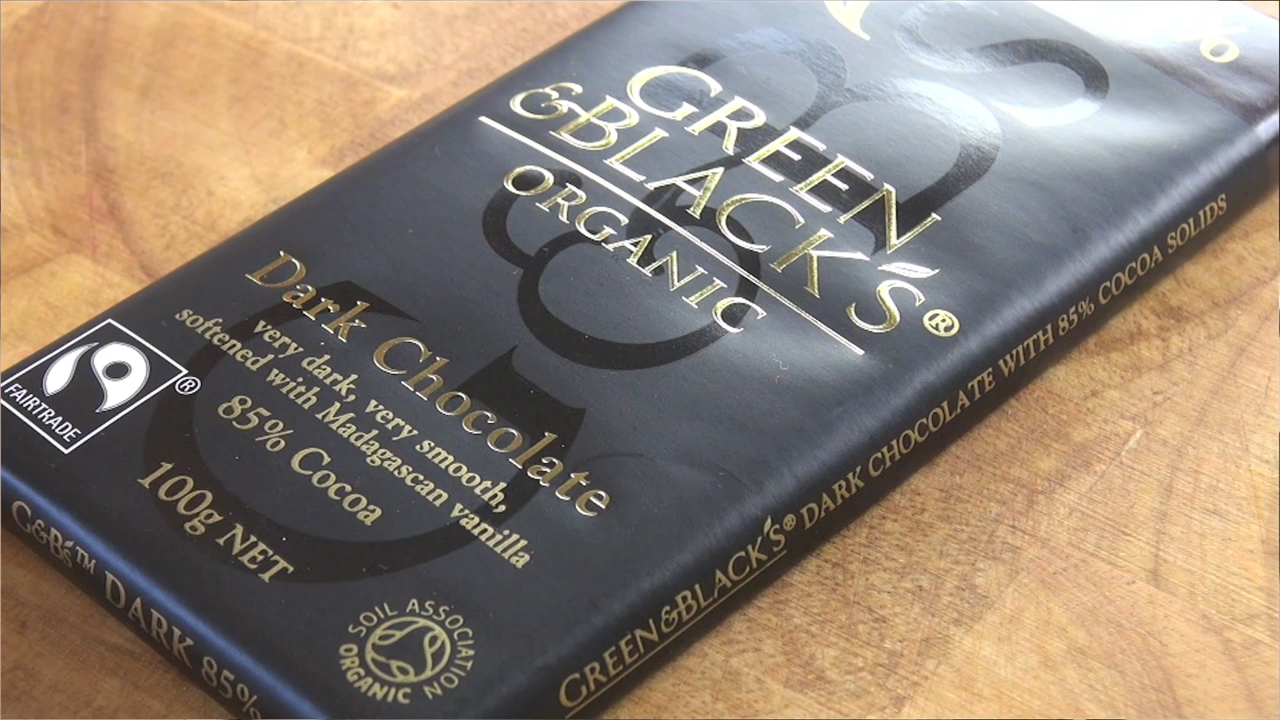 GREEN
&BLACK'S®
ORGANIC
Dark Chocolate
very dark, very smooth,
softened with Madagascan vanilla
85% Cocoa
100g NET
FAIRTRADE
®
SOIL ASSOCIATION
ORGANIC
G&B's™ DARK 85%
GREEN&BLACK'S® DARK CHOCOLATE WITH 85% COCOA SOLIDS